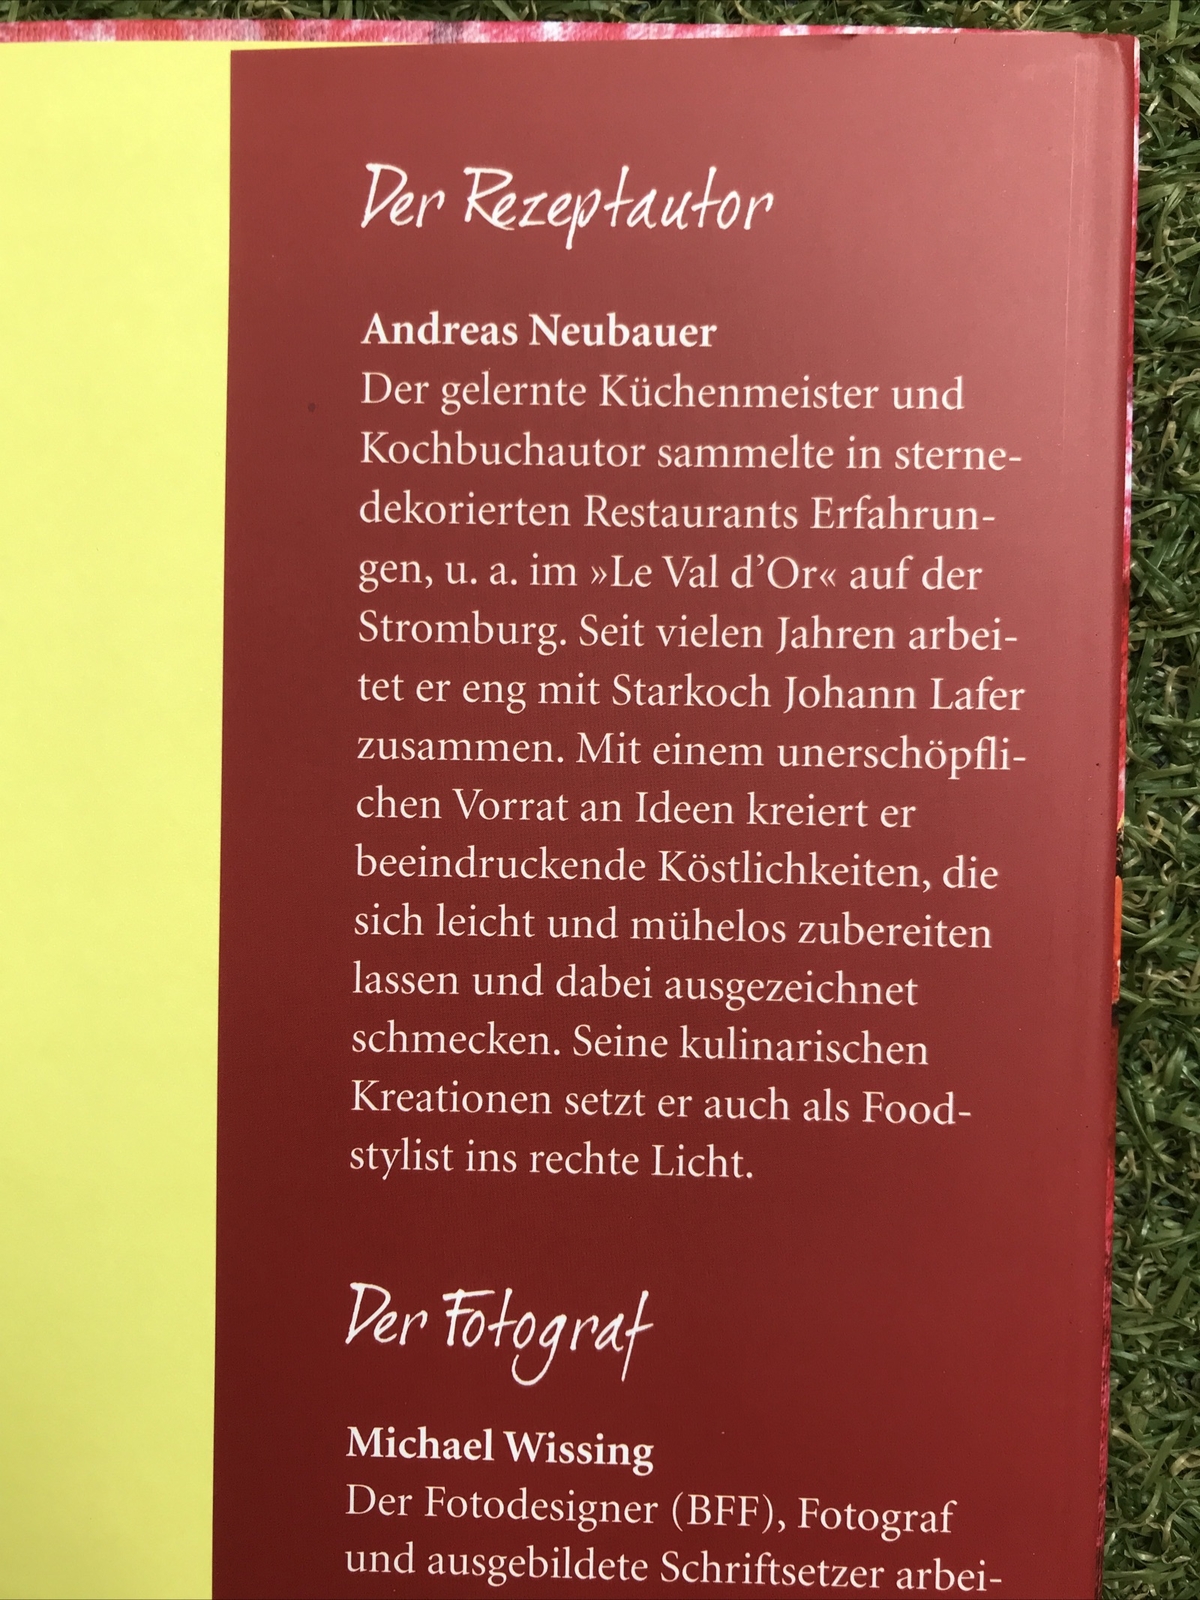 Der Rezeptautor
Andreas Neubauer
Der gelernte Küchenmeister und
Kochbuchautor sammelte in sterne-
dekorierten Restaurants Erfahrun-
gen, u. a. im »Le Val d’Or« auf der
Stromburg. Seit vielen Jahren arbei-
tet er eng mit Starkoch Johann Lafer
zusammen. Mit einem unerschöpfli-
chen Vorrat an Ideen kreiert er
beeindruckende Köstlichkeiten, die
sich leicht und mühelos zubereiten
lassen und dabei ausgezeichnet
schmecken. Seine kulinarischen
Kreationen setzt er auch als Food-
stylist ins rechte Licht.
Der Fotograf
Michael Wissing
Der Fotodesigner (BFF), Fotograf
und ausgebildete Schriftsetzer arbei-